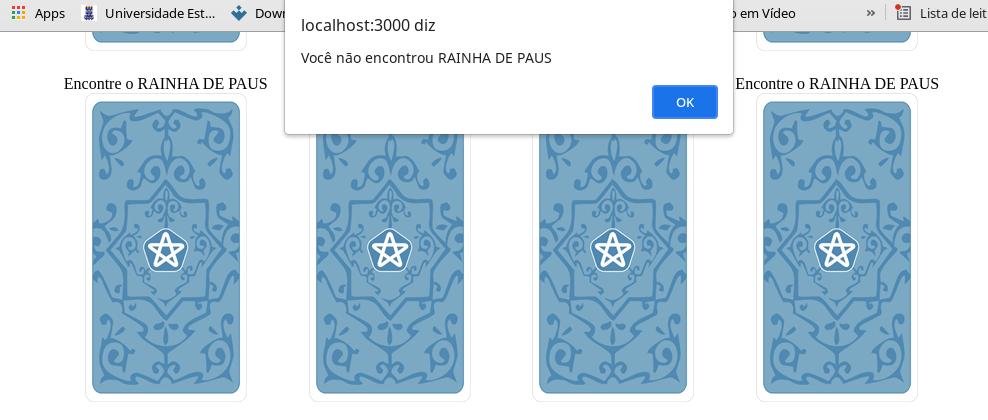 Apps Universidade Est... Down em Vídeo » Lista de leit
localhost:3000 diz
Você não encontrou RAINHA DE PAUS
OK
Encontre o RAINHA DE PAUS Encontre o RAINHA DE PAUS